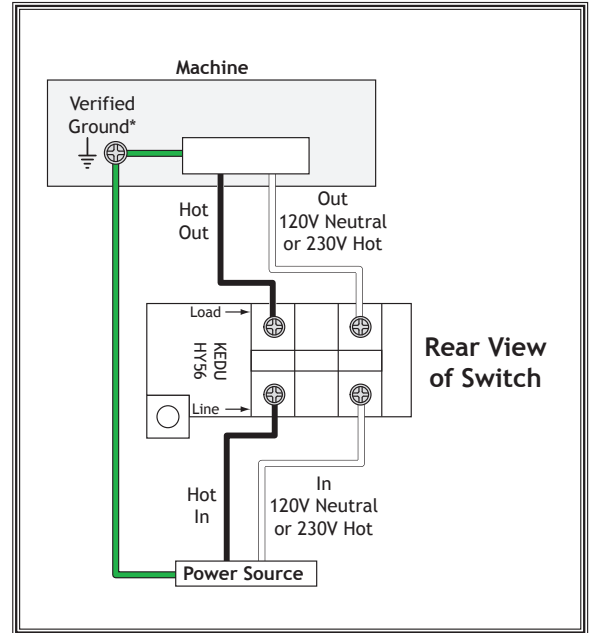 Machine
Verified
Ground*
Hot
Out
Out
120V Neutral
or 230V Hot
Load
KEDU
HY56
Line
Rear View
of Switch
Hot
In
In
120V Neutral
or 230V Hot
Power Source